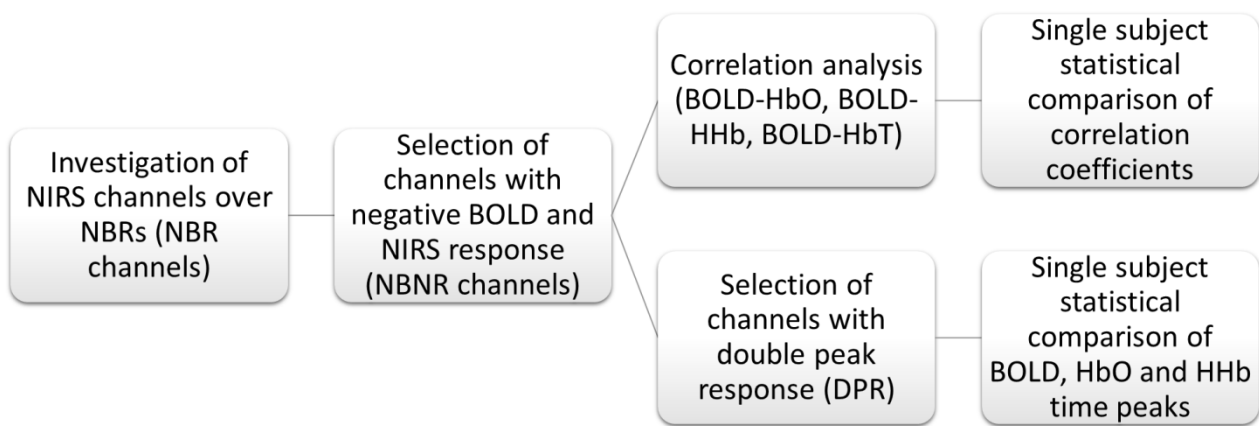 Investigation of
NIRS channels over
NBRs (NBR
channels)
Selection of
channels with
negative BOLD and
NIRS response
(NBNR channels)
Correlation analysis
(BOLD-HbO, BOLD-
HHb, BOLD-HbT)
Single subject
statistical
comparison of
correlation
coefficients
Selection of
channels with
double peak
response (DPR)
Single subject
statistical
comparison of
BOLD, HbO and HHb
time peaks